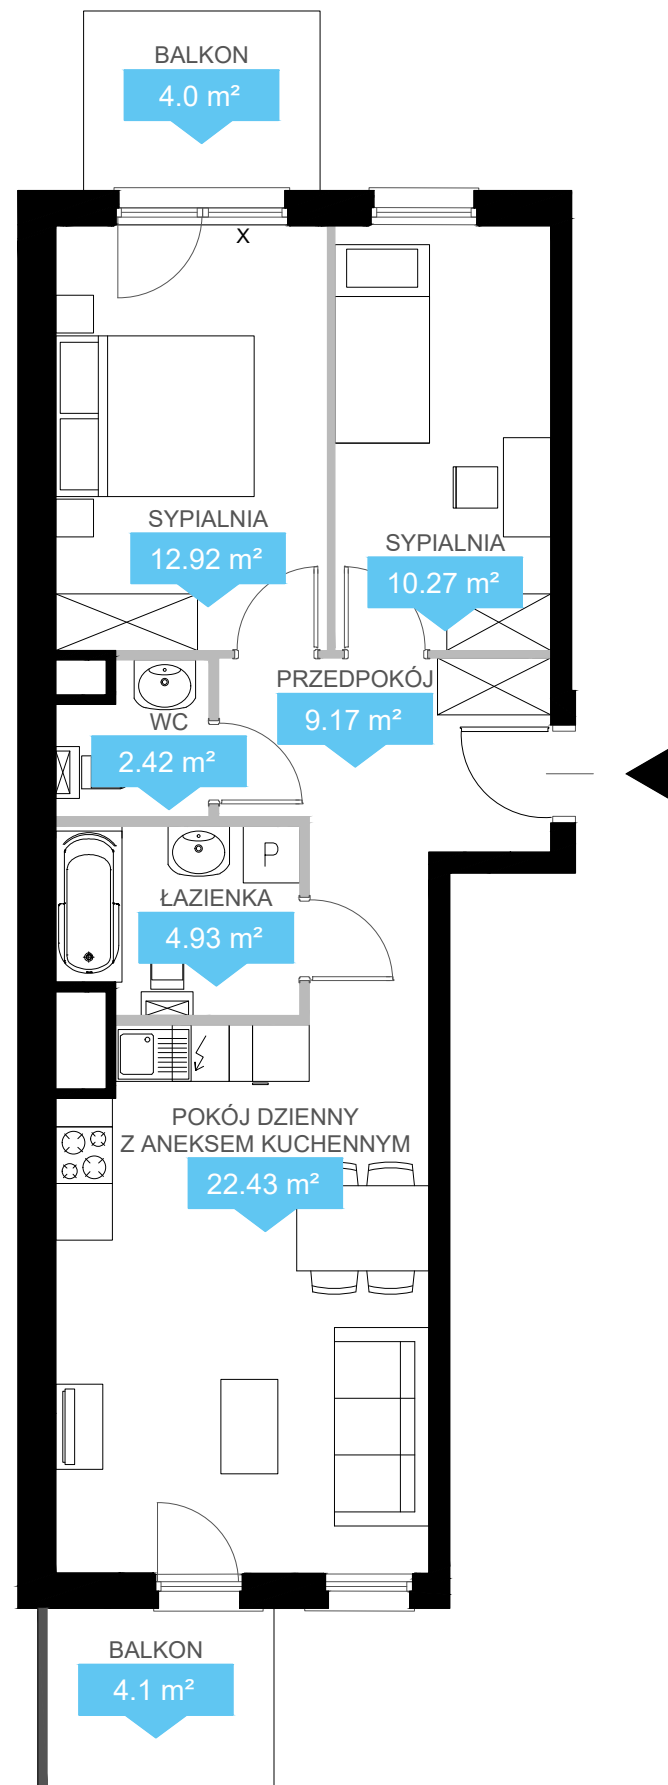 BALKON
4.0 m²
X
SYPIALNIA
12.92 m²
SYPIALNIA
10.27 m²
PRZEDPOKÓJ
9.17 m²
WC
2.42 m²
P
ŁAZIENKA
4.93 m²
POKÓJ DZIENNY
Z ANEKSEM KUCHENNYM
22.43 m²
BALKON
4.1 m²